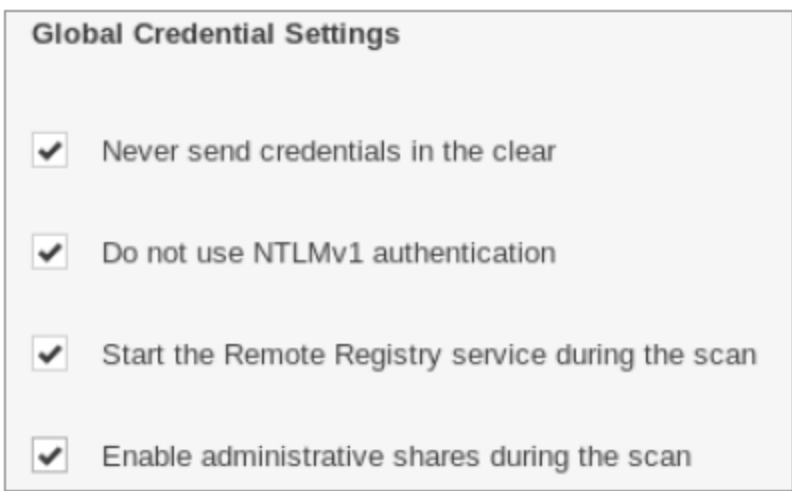 Global Credential Settings
Never send credentials in the clear
Do not use NTLMv1 authentication
Start the Remote Registry service during the scan
Enable administrative shares during the scan